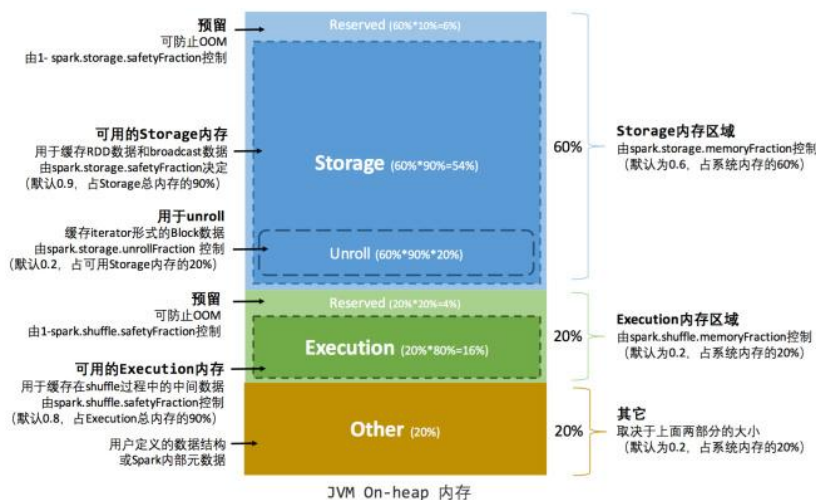 预留
可防止OOM
由1- spark.storage.safetyFraction控制
可用的Storage内存
用于缓存RDD数据和broadcast数据
由spark.storage.safetyFraction决定
（默认0.9，占Storage总内存的90%）
用于unroll
缓存iterator形式的Block数据
由spark.storage.unrollFraction 控制
（默认0.2，占可用Storage内存的20%）
预留
可防止OOM
由1-spark.shuffle.safetyFraction控制
可用的Execution内存
用于缓存在shuffle过程中的中间数据
由spark.shuffle.safetyFraction控制
（默认0.8，占Execution总内存的90%）
用户定义的数据结构
或Spark内部元数据
Reserved (60%*10%=6%)
Storage (60%*90%=54%)
Unroll (60%*90%*20%)
Reserved (20%*20%=4%)
Execution (20%*80%=16%)
Other (20%)
60%
Storage内存区域
由spark.storage.memoryFraction控制
（默认为0.6，占系统内存的60%）
20%
Execution内存区域
由spark.shuffle.memoryFraction控制
（默认为0.2，占系统内存的20%）
20%
其它
取决于上面两部分的大小
（默认为0.2，占系统内存的20%）
JVM On-heap 内存